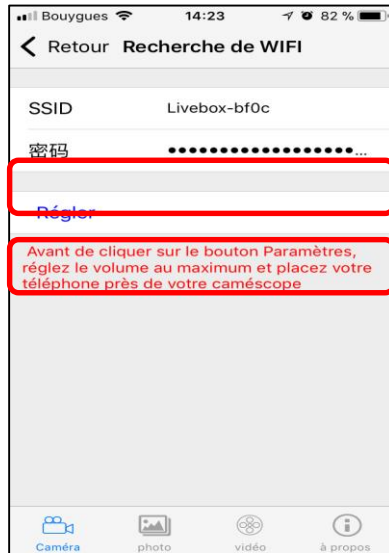 Bouygues 14:23 82 %
Retour Recherche de WIFI
SSID Livebox-bf0c
密码 ••••••••••••••••••...
Régler
Avant de cliquer sur le bouton Paramètres,
réglez le volume au maximum et placez votre
téléphone près de votre caméscope
Caméra photo vidéo à propos